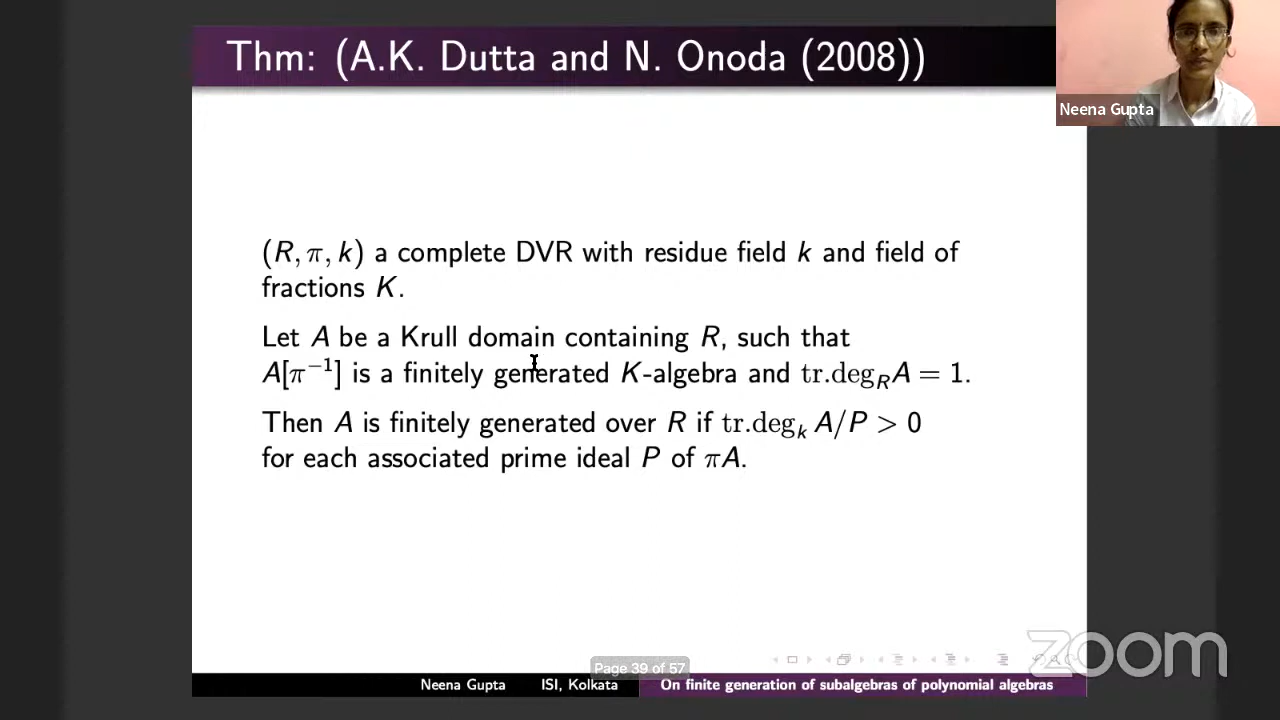 Thm: (A.K. Dutta and N. Onoda (2008))
Neena Gupta
(R, π, k) a complete DVR with residue field k and field of
fractions K.
Let A be a Krull domain containing R, such that
A[π⁻¹] is a finitely generated K-algebra and tr.deg_R A = 1.
Then A is finitely generated over R if tr.deg_k A/P > 0
for each associated prime ideal P of πA.
zoom
Page 39 of 57
Neena Gupta ISI, Kolkata On finite generation of subalgebras of polynomial algebras